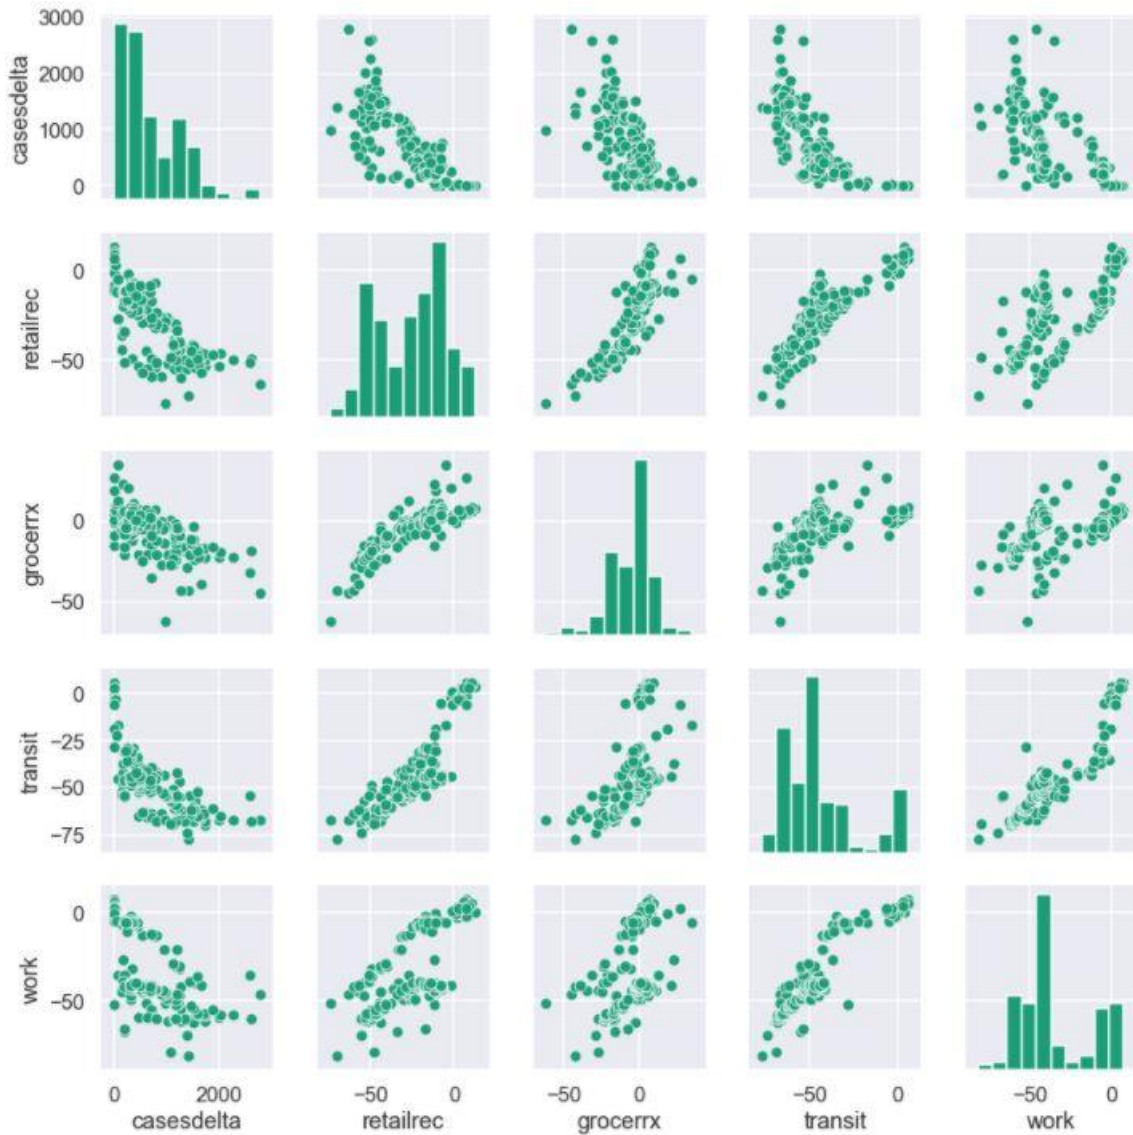 3000
2000
1000
0
casesdelta
0
−50
retailrec
0
−50
grocerrx
0
−25
−50
−75
transit
0
−50
work
0 2000 −50 0 −50 0 −50 0 −50 0
casesdelta retailrec grocerrx transit work